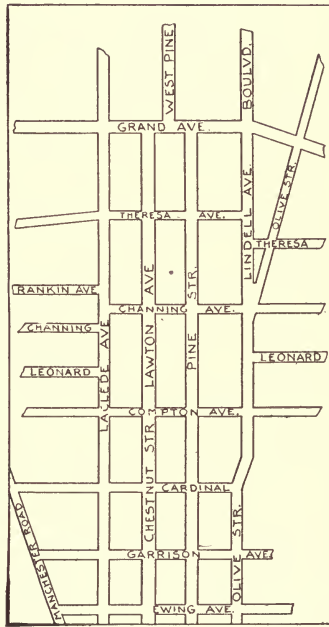 WEST PINE
BOULVD.
GRAND AVE.
OLIVE STR.
LINDELL AVE.
THERESA AVE.
THERESA
RANKIN AVE
LAWTON AVE
PINE STR.
CHANNING AVE.
CHANNING
LACLEDE AVE
LEONARD
LEONARD
COMPTON AVE.
CHESTNUT STR.
CARDINAL
MANCHESTER ROAD
OLIVE STR.
GARRISON AVE.
EWING AVE.